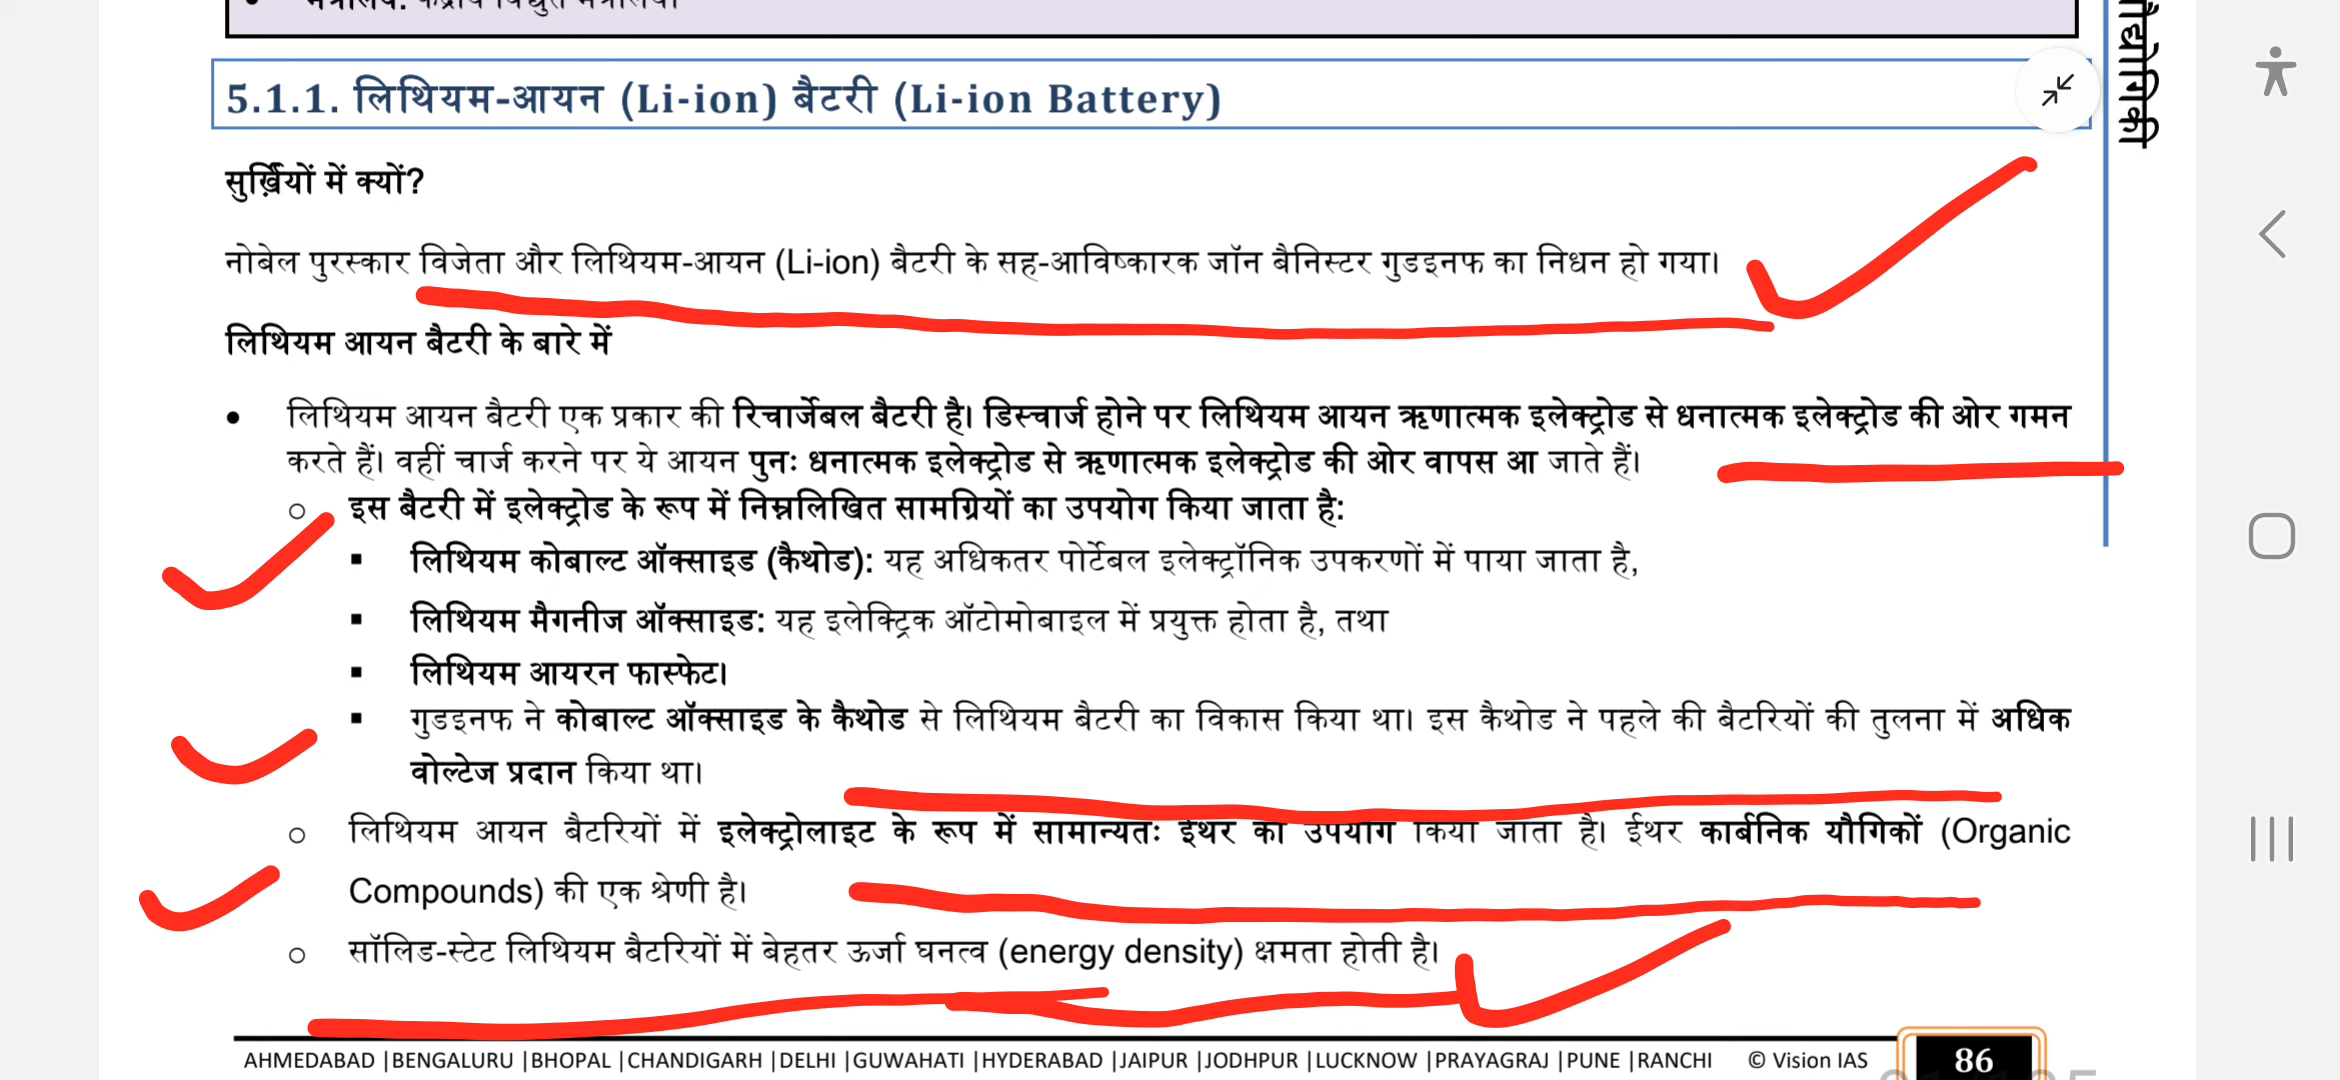 मंत्रालय: केंद्रीय विद्युत मंत्रालय।
5.1.1. लिथियम-आयन (Li-ion) बैटरी (Li-ion Battery)
सुर्ख़ियों में क्यों?
नोबेल पुरस्कार विजेता और लिथियम-आयन (Li-ion) बैटरी के सह-आविष्कारक जॉन बैनिस्टर गुडइनफ का निधन हो गया।
लिथियम आयन बैटरी के बारे में
• लिथियम आयन बैटरी एक प्रकार की रिचार्जेबल बैटरी है। डिस्चार्ज होने पर लिथियम आयन ऋणात्मक इलेक्ट्रोड से धनात्मक इलेक्ट्रोड की ओर गमन
करते हैं। वहीं चार्ज करने पर ये आयन पुनः धनात्मक इलेक्ट्रोड से ऋणात्मक इलेक्ट्रोड की ओर वापस आ जाते हैं।
○ इस बैटरी में इलेक्ट्रोड के रूप में निम्नलिखित सामग्रियों का उपयोग किया जाता है:
▪ लिथियम कोबाल्ट ऑक्साइड (कैथोड): यह अधिकतर पोर्टेबल इलेक्ट्रॉनिक उपकरणों में पाया जाता है,
▪ लिथियम मैगनीज ऑक्साइड: यह इलेक्ट्रिक ऑटोमोबाइल में प्रयुक्त होता है, तथा
▪ लिथियम आयरन फास्फेट।
▪ गुडइनफ ने कोबाल्ट ऑक्साइड के कैथोड से लिथियम बैटरी का विकास किया था। इस कैथोड ने पहले की बैटरियों की तुलना में अधिक
वोल्टेज प्रदान किया था।
○ लिथियम आयन बैटरियों में इलेक्ट्रोलाइट के रूप में सामान्यतः ईथर का उपयोग किया जाता है। ईथर कार्बनिक यौगिकों (Organic
Compounds) की एक श्रेणी है।
○ सॉलिड-स्टेट लिथियम बैटरियों में बेहतर ऊर्जा घनत्व (energy density) क्षमता होती है।
AHMEDABAD |BENGALURU |BHOPAL |CHANDIGARH |DELHI |GUWAHATI |HYDERABAD |JAIPUR |JODHPUR |LUCKNOW |PRAYAGRAJ |PUNE |RANCHI © Vision IAS
86